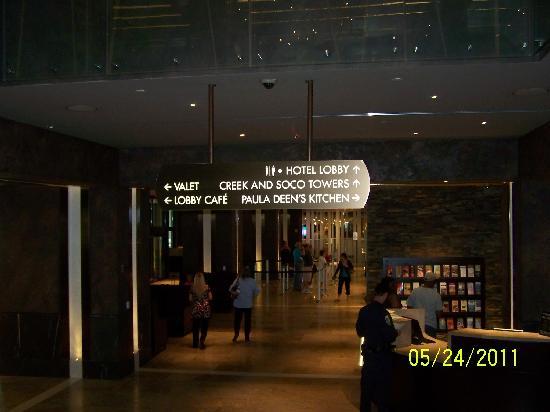 • HOTEL LOBBY ↑
← VALET CREEK AND SOCO TOWERS ↑
← LOBBY CAFÉ PAULA DEEN'S KITCHEN →
05/24/2011